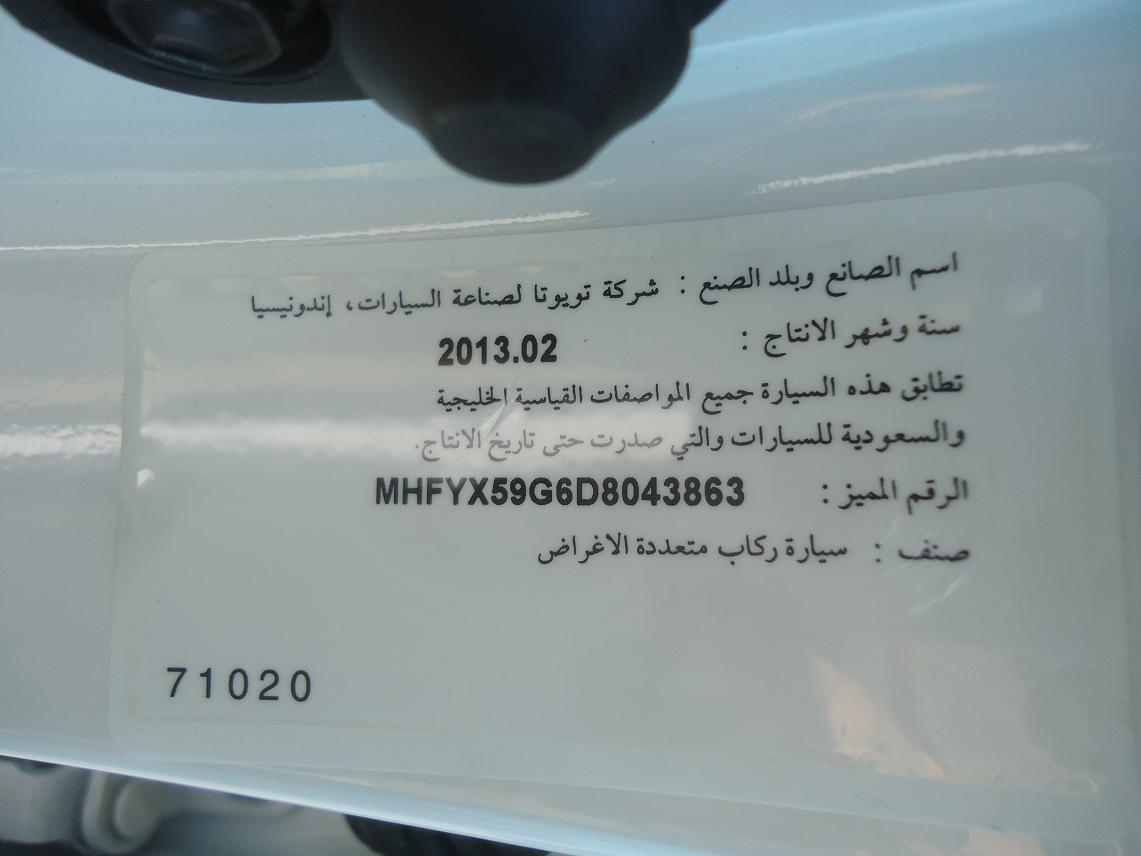 اسم الصانع وبلد الصنع : شركة تويوتا لصناعة السيارات، إندونيسيا
سنة وشهر الانتاج : 2013.02
تطابق هذه السيارة جميع المواصفات القياسية الخليجية
والسعودية للسيارات والتي صدرت حتى تاريخ الانتاج.
الرقم المميز : MHFYX59G6D8043863
صنف : سيارة ركاب متعددة الاغراض
71020